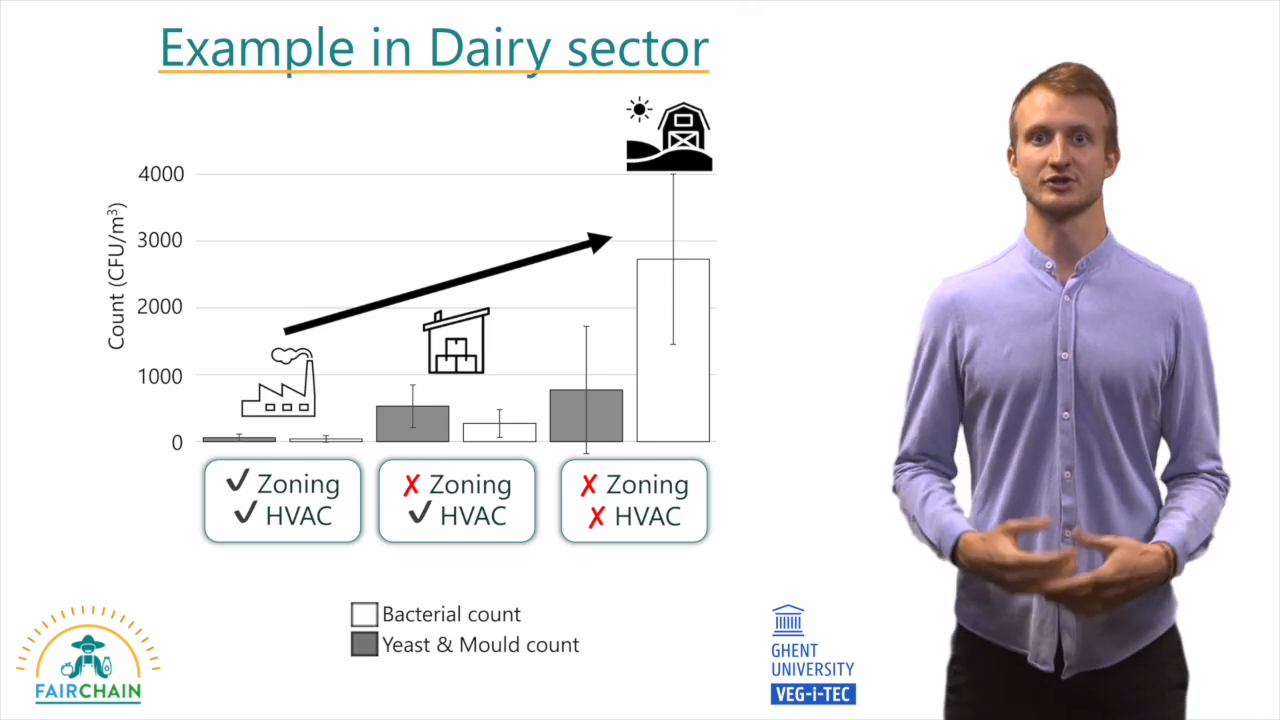 Example in Dairy sector
Count (CFU/m³)
4000
3000
2000
1000
0
✓ Zoning
✓ HVAC
✗ Zoning
✓ HVAC
✗ Zoning
✗ HVAC
Bacterial count
Yeast & Mould count
FAIRCHAIN
GHENT
UNIVERSITY
VEG-i-TEC